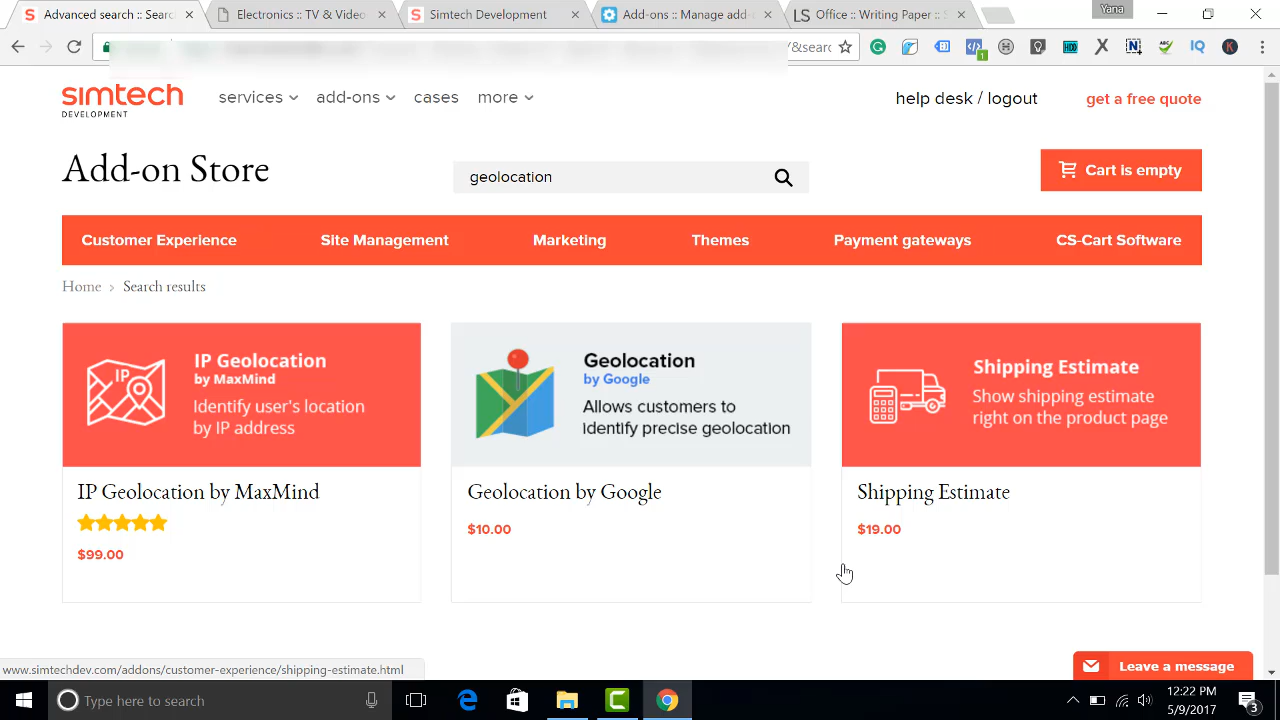 Advanced search :: Searc
Electronics :: TV & Video
Simtech Development
Add-ons :: Manage add-
LS Office: Writing Paper :: S
Yana
/&searc
1
IQ
K
simtech
DEVELOPMENT
services add-ons cases more
help desk / logout
get a free quote
Add-on Store
geolocation
Cart is empty
Customer Experience Site Management Marketing Themes Payment gateways CS-Cart Software
Home > Search results
IP
IP Geolocation
by MaxMind
Identify user's location
by IP address
IP Geolocation by MaxMind
$99.00
Geolocation
by Google
Allows customers to
identify precise geolocation
Geolocation by Google
$10.00
Shipping Estimate
Show shipping estimate
right on the product page
Shipping Estimate
$19.00
www.simtechdev.com/addons/customer-experience/shipping-estimate.html
Leave a message
Type here to search
12:22 PM
5/9/2017
3